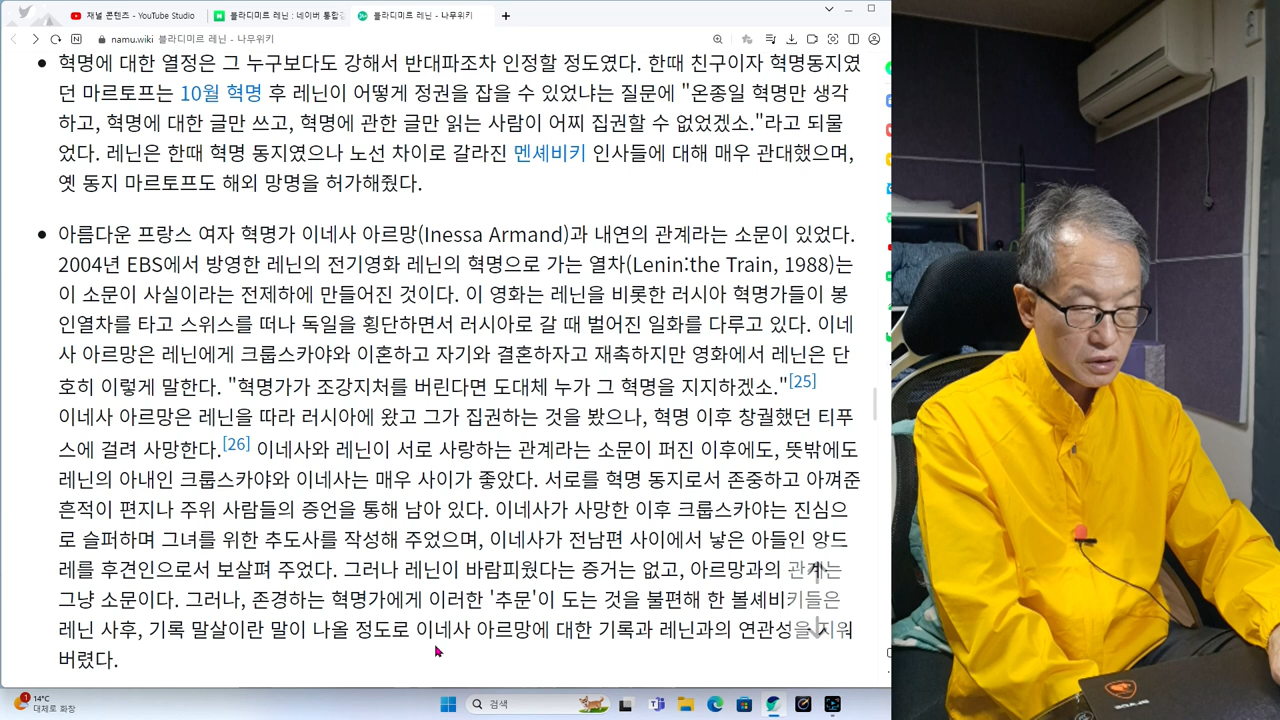 채널 콘텐츠 - YouTube Studio
블라디미르 레닌 : 네이버 통합검
블라디미르 레닌 - 나무위키
namu.wiki 블라디미르 레닌 - 나무위키
혁명에 대한 열정은 그 누구보다도 강해서 반대파조차 인정할 정도였다. 한때 친구이자 혁명동지였
던 마르토프는 10월 혁명 후 레닌이 어떻게 정권을 잡을 수 있었냐는 질문에 "온종일 혁명만 생각
하고, 혁명에 대한 글만 쓰고, 혁명에 관한 글만 읽는 사람이 어찌 집권할 수 없었겠소."라고 되물
었다. 레닌은 한때 혁명 동지였으나 노선 차이로 갈라진 멘셰비키 인사들에 대해 매우 관대했으며,
옛 동지 마르토프도 해외 망명을 허가해줬다.
아름다운 프랑스 여자 혁명가 이네사 아르망(Inessa Armand)과 내연의 관계라는 소문이 있었다.
2004년 EBS에서 방영한 레닌의 전기영화 레닌의 혁명으로 가는 열차(Lenin:the Train, 1988)는
이 소문이 사실이라는 전제하에 만들어진 것이다. 이 영화는 레닌을 비롯한 러시아 혁명가들이 봉
인열차를 타고 스위스를 떠나 독일을 횡단하면서 러시아로 갈 때 벌어진 일화를 다루고 있다. 이네
사 아르망은 레닌에게 크룹스카야와 이혼하고 자기와 결혼하자고 재촉하지만 영화에서 레닌은 단
호히 이렇게 말한다. "혁명가가 조강지처를 버린다면 도대체 누가 그 혁명을 지지하겠소."[25]
이네사 아르망은 레닌을 따라 러시아에 왔고 그가 집권하는 것을 봤으나, 혁명 이후 창궐했던 티푸
스에 걸려 사망한다.[26] 이네사와 레닌이 서로 사랑하는 관계라는 소문이 퍼진 이후에도, 뜻밖에도
레닌의 아내인 크룹스카야와 이네사는 매우 사이가 좋았다. 서로를 혁명 동지로서 존중하고 아껴준
흔적이 편지나 주위 사람들의 증언을 통해 남아 있다. 이네사가 사망한 이후 크룹스카야는 진심으
로 슬퍼하며 그녀를 위한 추도사를 작성해 주었으며, 이네사가 전남편 사이에서 낳은 아들인 앙드
레를 후견인으로서 보살펴 주었다. 그러나 레닌이 바람피웠다는 증거는 없고, 아르망과의 관계는
그냥 소문이다. 그러나, 존경하는 혁명가에게 이러한 '추문'이 도는 것을 불편해 한 볼셰비키들은
레닌 사후, 기록 말살이란 말이 나올 정도로 이네사 아르망에 대한 기록과 레닌과의 연관성을 지워
버렸다.
1
14°C
대체로 화창
검색